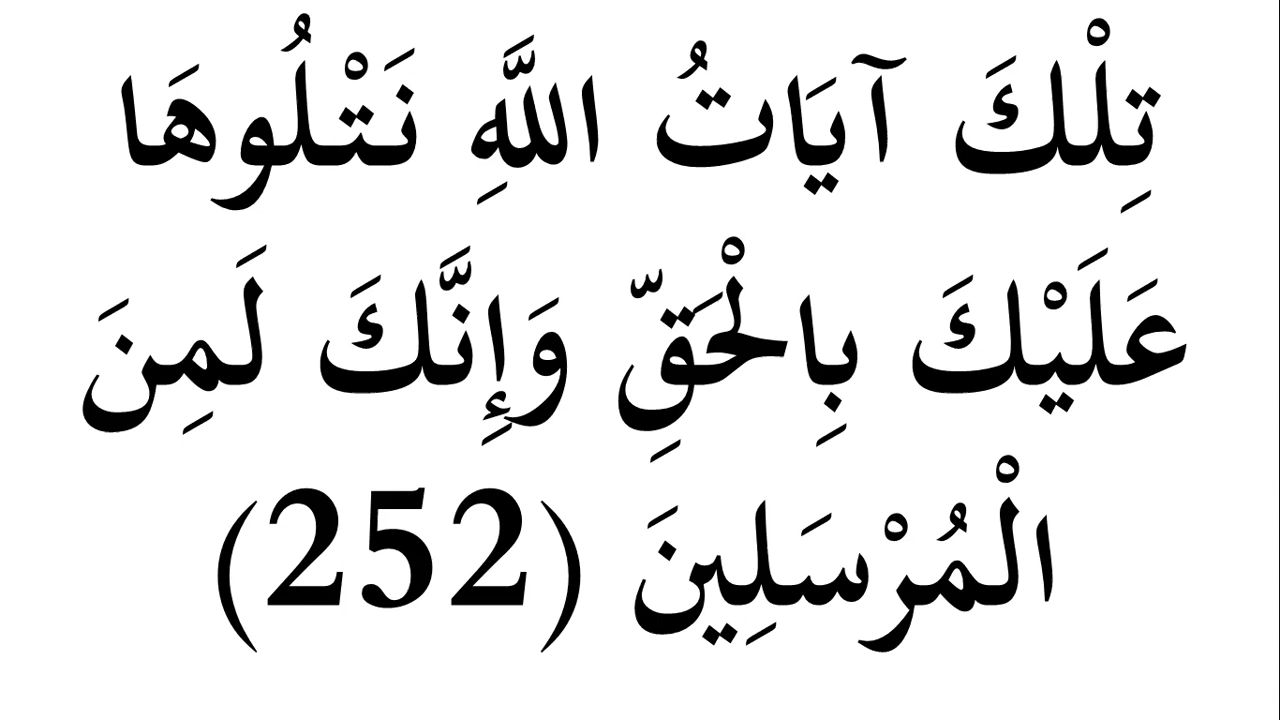 تِلْكَ آيَاتُ اللَّهِ نَتْلُوهَا
عَلَيْكَ بِالْحَقِّ وَإِنَّكَ لَمِنَ
الْمُرْسَلِينَ (252)